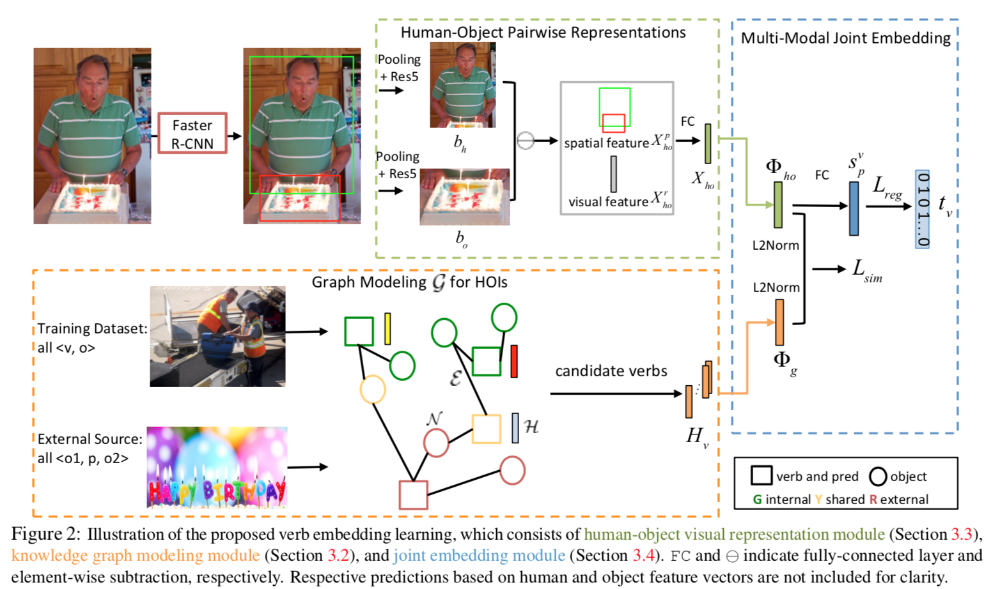 Human-Object Pairwise Representations
Multi-Modal Joint Embedding
Faster
R-CNN
Pooling
+ Res5
b_h
Pooling
+ Res5
b_o
⊖
spatial feature X^p_ho
visual feature X^r_ho
FC
X_ho
Φ_ho
FC
s^v_p
L_reg
0 1 0 1...0
t_v
L2Norm
L_sim
L2Norm
Φ_g
Graph Modeling 𝒢 for HOIs
Training Dataset:
all <v, o>
External Source:
all <o1, p, o2>
HAPPY BIRTHDAY
ℰ
𝒩
ℋ
candidate verbs
⋮
H_v
verb and pred object
G internal Y shared R external
Figure 2: Illustration of the proposed verb embedding learning, which consists of human-object visual representation module (Section 3.3),
knowledge graph modeling module (Section 3.2), and joint embedding module (Section 3.4). FC and ⊖ indicate fully-connected layer and
element-wise subtraction, respectively. Respective predictions based on human and object feature vectors are not included for clarity.